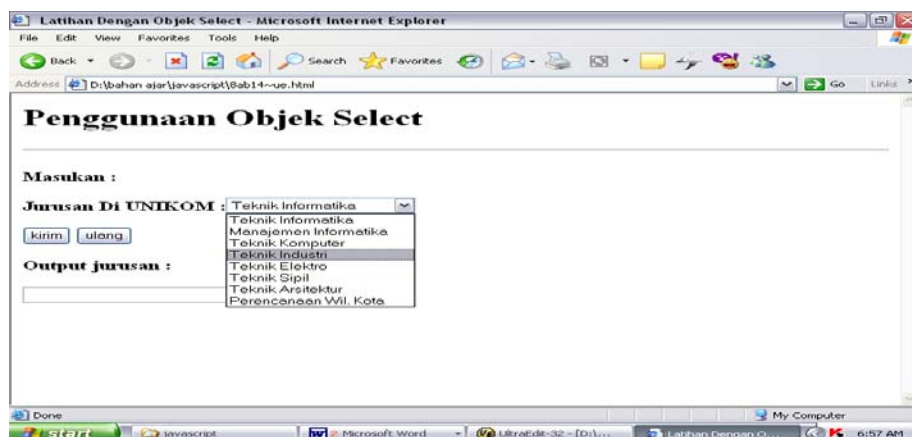 Latihan Dengan Objek Select - Microsoft Internet Explorer
File Edit View Favorites Tools Help
Back Search Favorites
Address D:\bahan ajar\javascript\Bab14~ue.html Go Links
Penggunaan Objek Select
Masukan :
Jurusan Di UNIKOM : Teknik Informatika
Teknik Informatika
Manajemen Informatika
Teknik Komputer
Teknik Industri
Teknik Elektro
Teknik Sipil
Teknik Arsitektur
Perencanaan Wil. Kota
kirim ulang
Output jurusan :
Done My Computer
start javascript 2 Microsoft Word UltraEdit-32 - [D:\... Latihan Dengan O... 6:57 AM